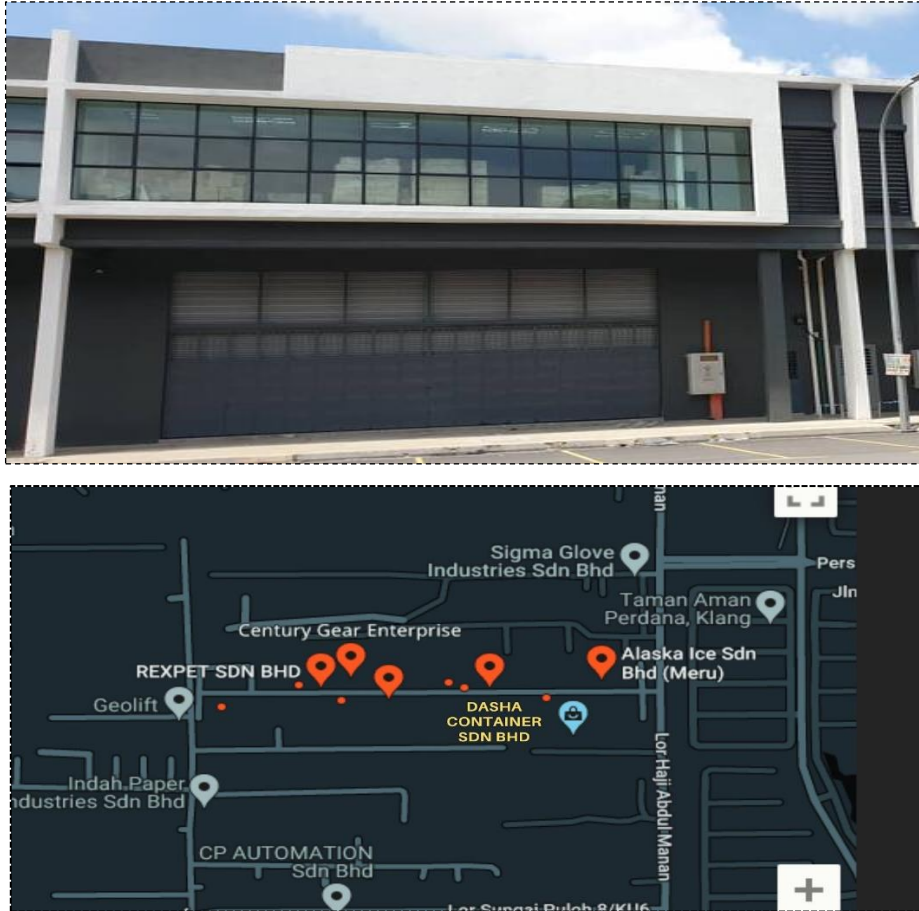 nan
Sigma Glove
Industries Sdn Bhd
Pers
Taman Aman
Perdana, Klang
Jln
Century Gear Enterprise
REXPET SDN BHD
Alaska Ice Sdn
Bhd (Meru)
Geolift
DASHA
CONTAINER
SDN BHD
Lor Haji Abdul Manan
Indah Paper
ndustries Sdn Bhd
CP AUTOMATION
Sdn Bhd
Lor Sungai Puloh 8/KU6